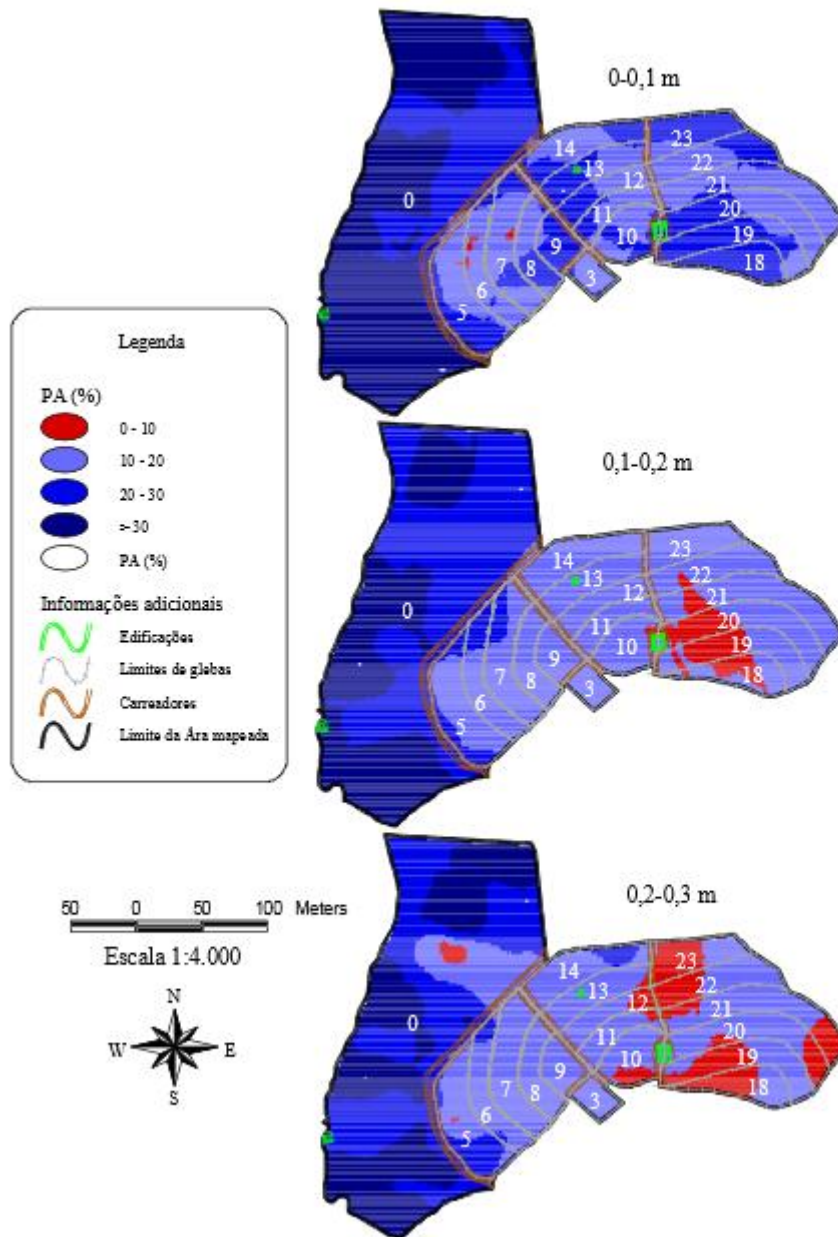 0-0,1 m
14
23
13
22
12
21
0
11
20
10
19
9
18
7
8
3
6
5
Legenda
PA (%)
0 - 10
10 - 20
20 - 30
>- 30
PA (%)
Informações adicionais
Edificações
Limites de glebas
Carreadores
Limite da Ára mapeada
0,1-0,2 m
14
23
13
22
12
21
0
11
20
10
19
9
18
7
8
3
6
5
0,2-0,3 m
50 0 50 100 Meters
Escala 1:4.000
N
W E
S
14
23
13
22
12
21
0
11
20
10
19
9
18
7
8
3
6
5